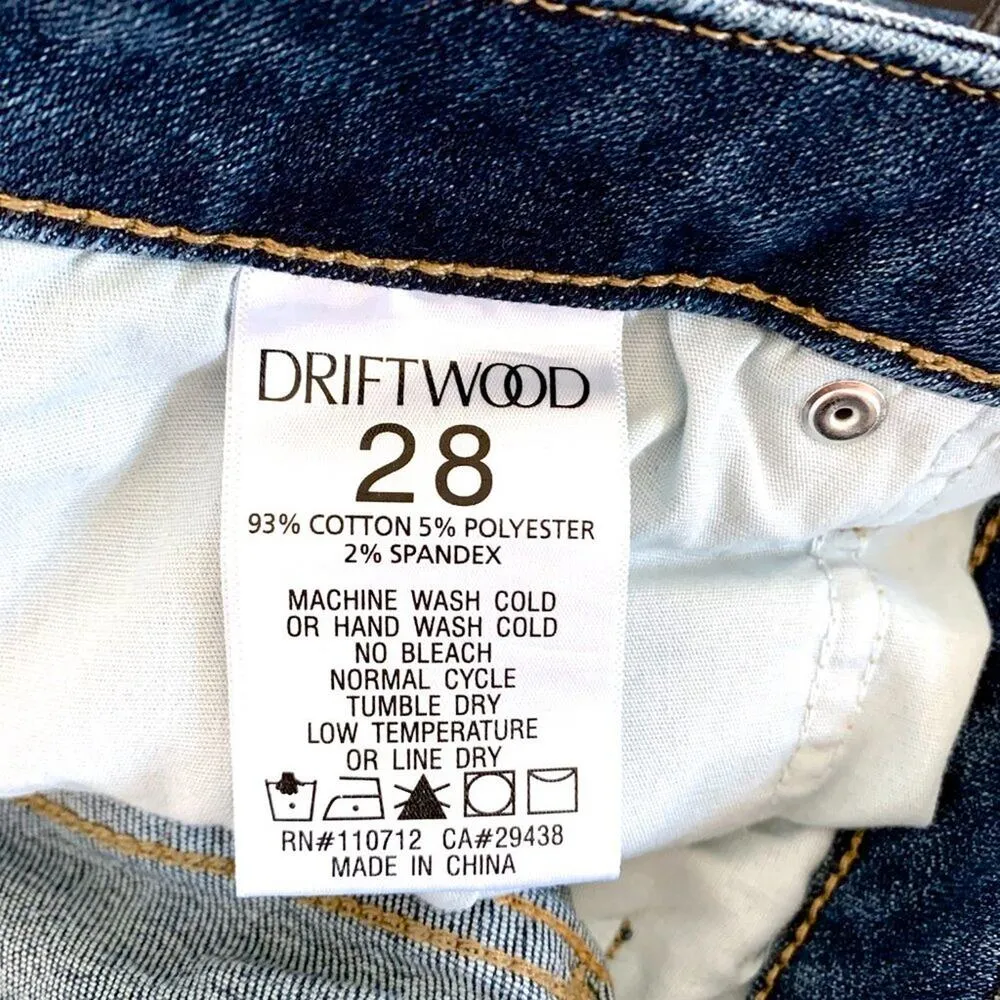 DRIFTWOOD
28
93% COTTON 5% POLYESTER
2% SPANDEX
MACHINE WASH COLD
OR HAND WASH COLD
NO BLEACH
NORMAL CYCLE
TUMBLE DRY
LOW TEMPERATURE
OR LINE DRY
RN#110712 CA#29438
MADE IN CHINA